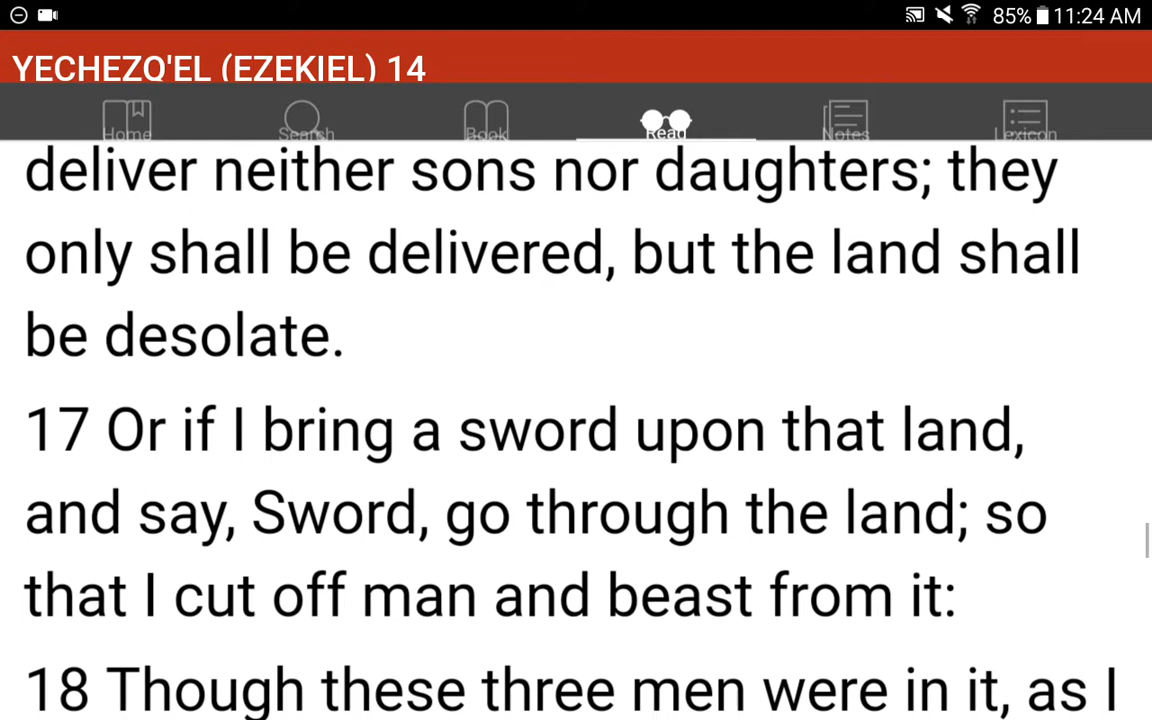 85% 11:24 AM
YECHEZQ'EL (EZEKIEL) 14
Home Search Book Read Notes Lexicon
deliver neither sons nor daughters; they
only shall be delivered, but the land shall
be desolate.
17 Or if I bring a sword upon that land,
and say, Sword, go through the land; so
that I cut off man and beast from it:
18 Though these three men were in it, as I